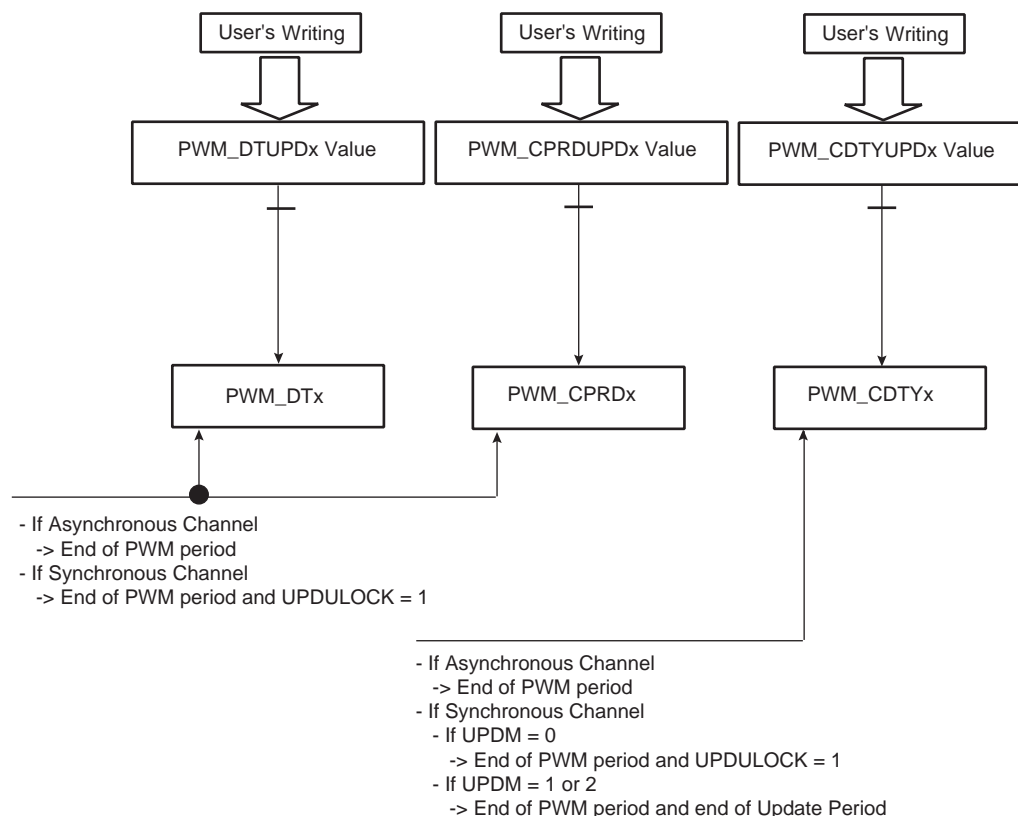 User's Writing
User's Writing
User's Writing
PWM_DTUPDx Value
PWM_CPRDUPDx Value
PWM_CDTYUPDx Value
PWM_DTx
PWM_CPRDx
PWM_CDTYx
- If Asynchronous Channel
-> End of PWM period
- If Synchronous Channel
-> End of PWM period and UPDULOCK = 1
- If Asynchronous Channel
-> End of PWM period
- If Synchronous Channel
- If UPDM = 0
-> End of PWM period and UPDULOCK = 1
- If UPDM = 1 or 2
-> End of PWM period and end of Update Period